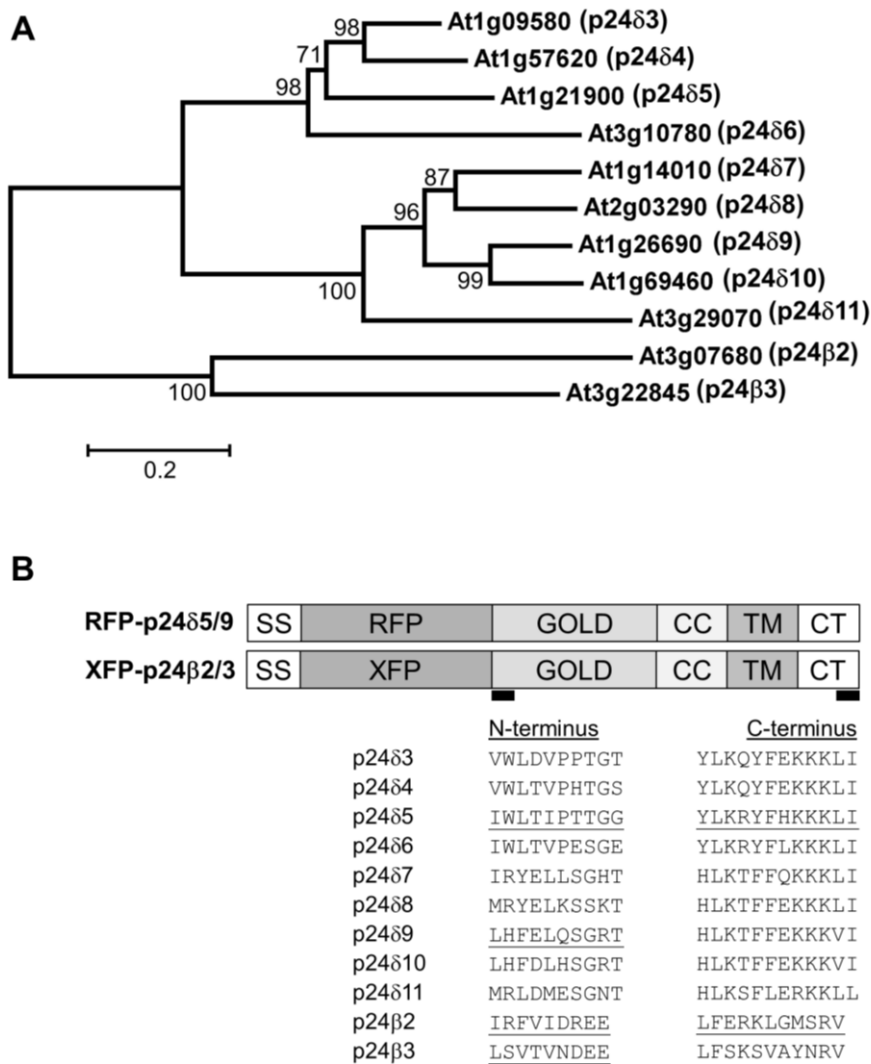 A
At1g09580 (p24δ3)
98
At1g57620 (p24δ4)
71
At1g21900 (p24δ5)
98
At3g10780 (p24δ6)
At1g14010 (p24δ7)
87
At2g03290 (p24δ8)
96
At1g26690 (p24δ9)
99
At1g69460 (p24δ10)
100
At3g29070 (p24δ11)
At3g07680 (p24β2)
100
At3g22845 (p24β3)
0.2
B
RFP-p24δ5/9 SS RFP GOLD CC TM CT
XFP-p24β2/3 SS XFP GOLD CC TM CT
N-terminus C-terminus
p24δ3 VWLDVPPTGT YLKQYFEKKKLI
p24δ4 VWLTVPHTGS YLKQYFEKKKLI
p24δ5 IWLTIPTTGG YLKRYFHKKKLI
p24δ6 IWLTVPESGE YLKRYFLKKKLI
p24δ7 IRYELLSGHT HLKTFFQKKKLI
p24δ8 MRYELKSSKT HLKTFFEKKKLI
p24δ9 LHFELQSGRT HLKTFFEKKKVI
p24δ10 LHFDLHSGRT HLKTFFEKKKVI
p24δ11 MRLDMESGNT HLKSFLERKKLL
p24β2 IRFVIDREE LFERKLGMSRV
p24β3 LSVTVNDEE LFSKSVAYNRV